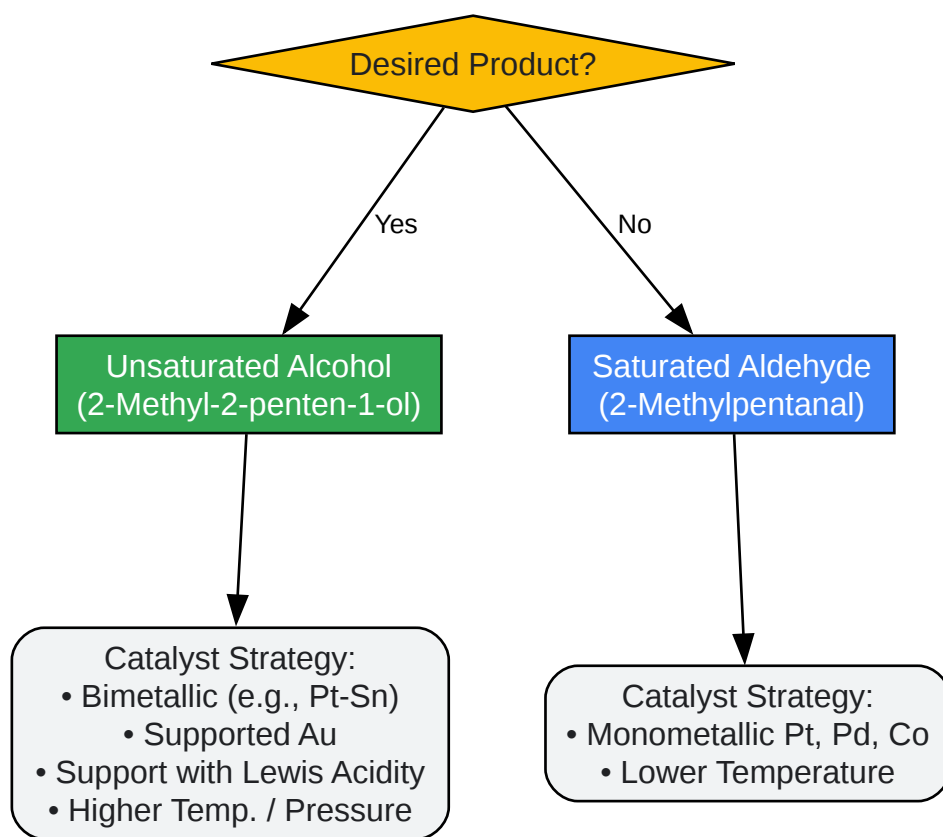 Desired Product?
Yes
No
Unsaturated Alcohol
(2-Methyl-2-penten-1-ol)
Saturated Aldehyde
(2-Methylpentanal)
Catalyst Strategy:
• Bimetallic (e.g., Pt-Sn)
• Supported Au
• Support with Lewis Acidity
• Higher Temp. / Pressure
Catalyst Strategy:
• Monometallic Pt, Pd, Co
• Lower Temperature